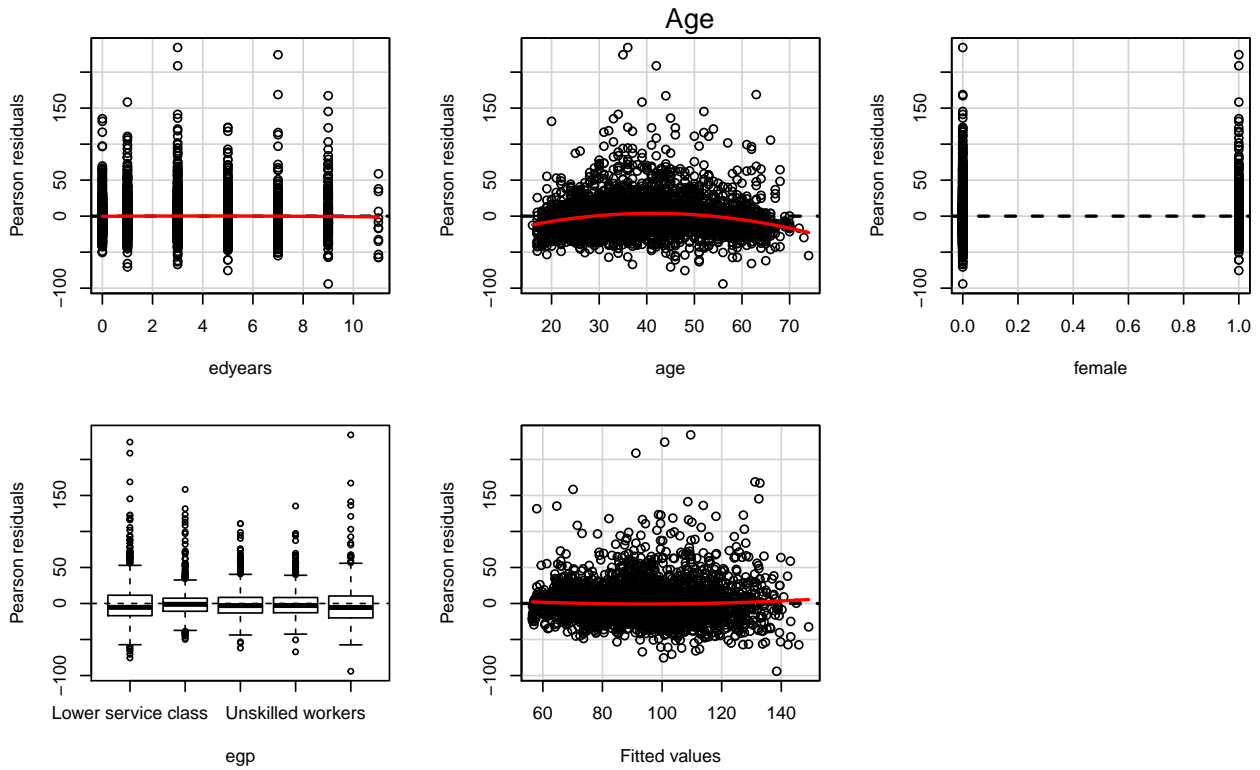 Age
Pearson residuals
−100 0 50 150
0 2 4 6 8 10
edyears
Pearson residuals
−100 0 50 150
20 30 40 50 60 70
age
Pearson residuals
−100 0 50 150
0.0 0.2 0.4 0.6 0.8 1.0
female
Pearson residuals
−100 0 50 150
Lower service class Unskilled workers
egp
Pearson residuals
−100 0 50 150
60 80 100 120 140
Fitted values